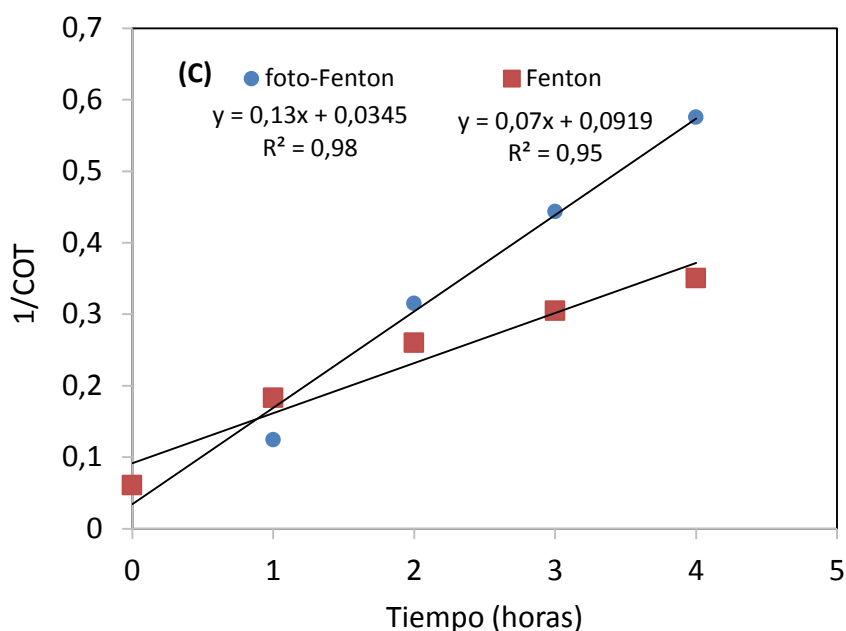 (C) foto-Fenton Fenton
y = 0,13x + 0,0345 y = 0,07x + 0,0919
R² = 0,98 R² = 0,95
0,7
0,6
0,5
0,4
0,3
0,2
0,1
0
1/COT
0 1 2 3 4 5
Tiempo (horas)